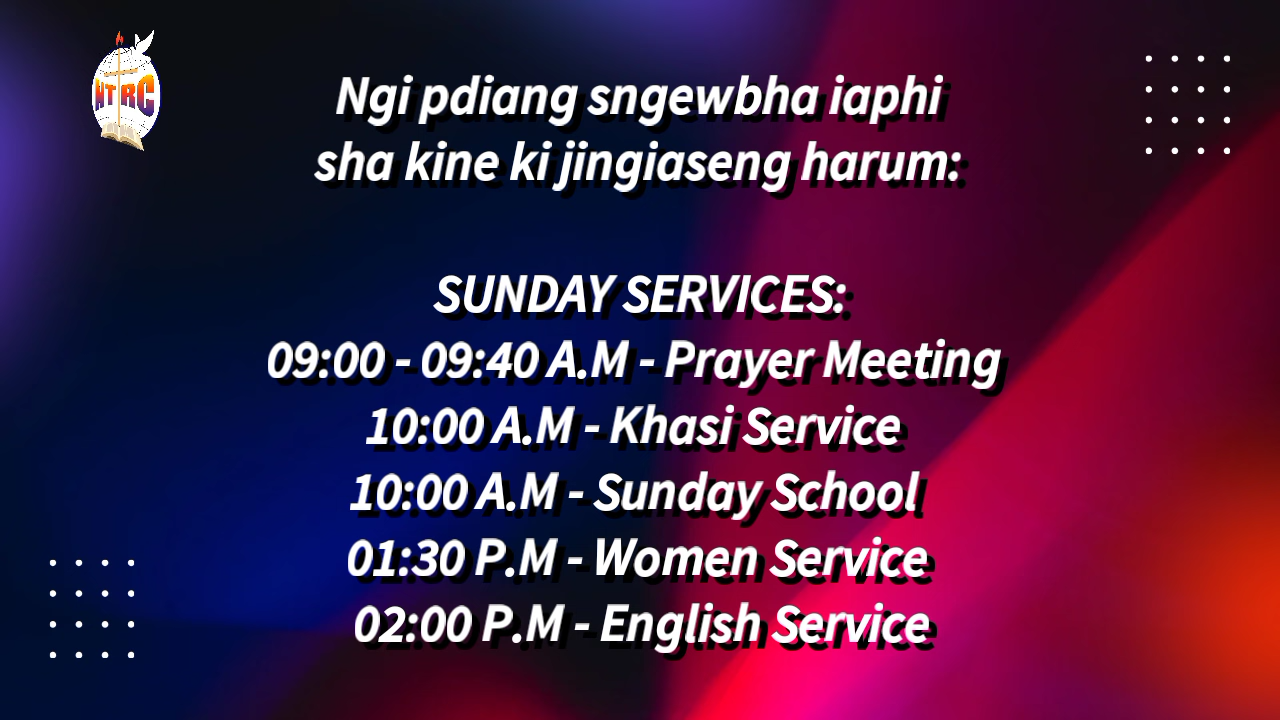 NTRC
Ngi pdiang sngewbha iaphi
sha kine ki jingiaseng harum:
SUNDAY SERVICES:
09:00 - 09:40 A.M - Prayer Meeting
10:00 A.M - Khasi Service
10:00 A.M - Sunday School
01:30 P.M - Women Service
02:00 P.M - English Service